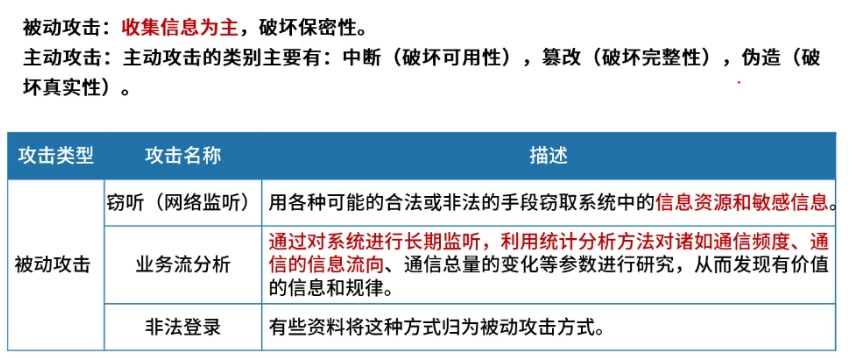 被动攻击：收集信息为主，破坏保密性。
主动攻击：主动攻击的类别主要有：中断（破坏可用性），篡改（破坏完整性），伪造（破
坏真实性）。
攻击类型 攻击名称 描述
被动攻击
窃听（网络监听） 用各种可能的合法或非法的手段窃取系统中的信息资源和敏感信息。
业务流分析
通过对系统进行长期监听，利用统计分析方法对诸如通信频度、通
信的信息流向、通信总量的变化等参数进行研究，从而发现有价值
的信息和规律。
非法登录 有些资料将这种方式归为被动攻击方式。